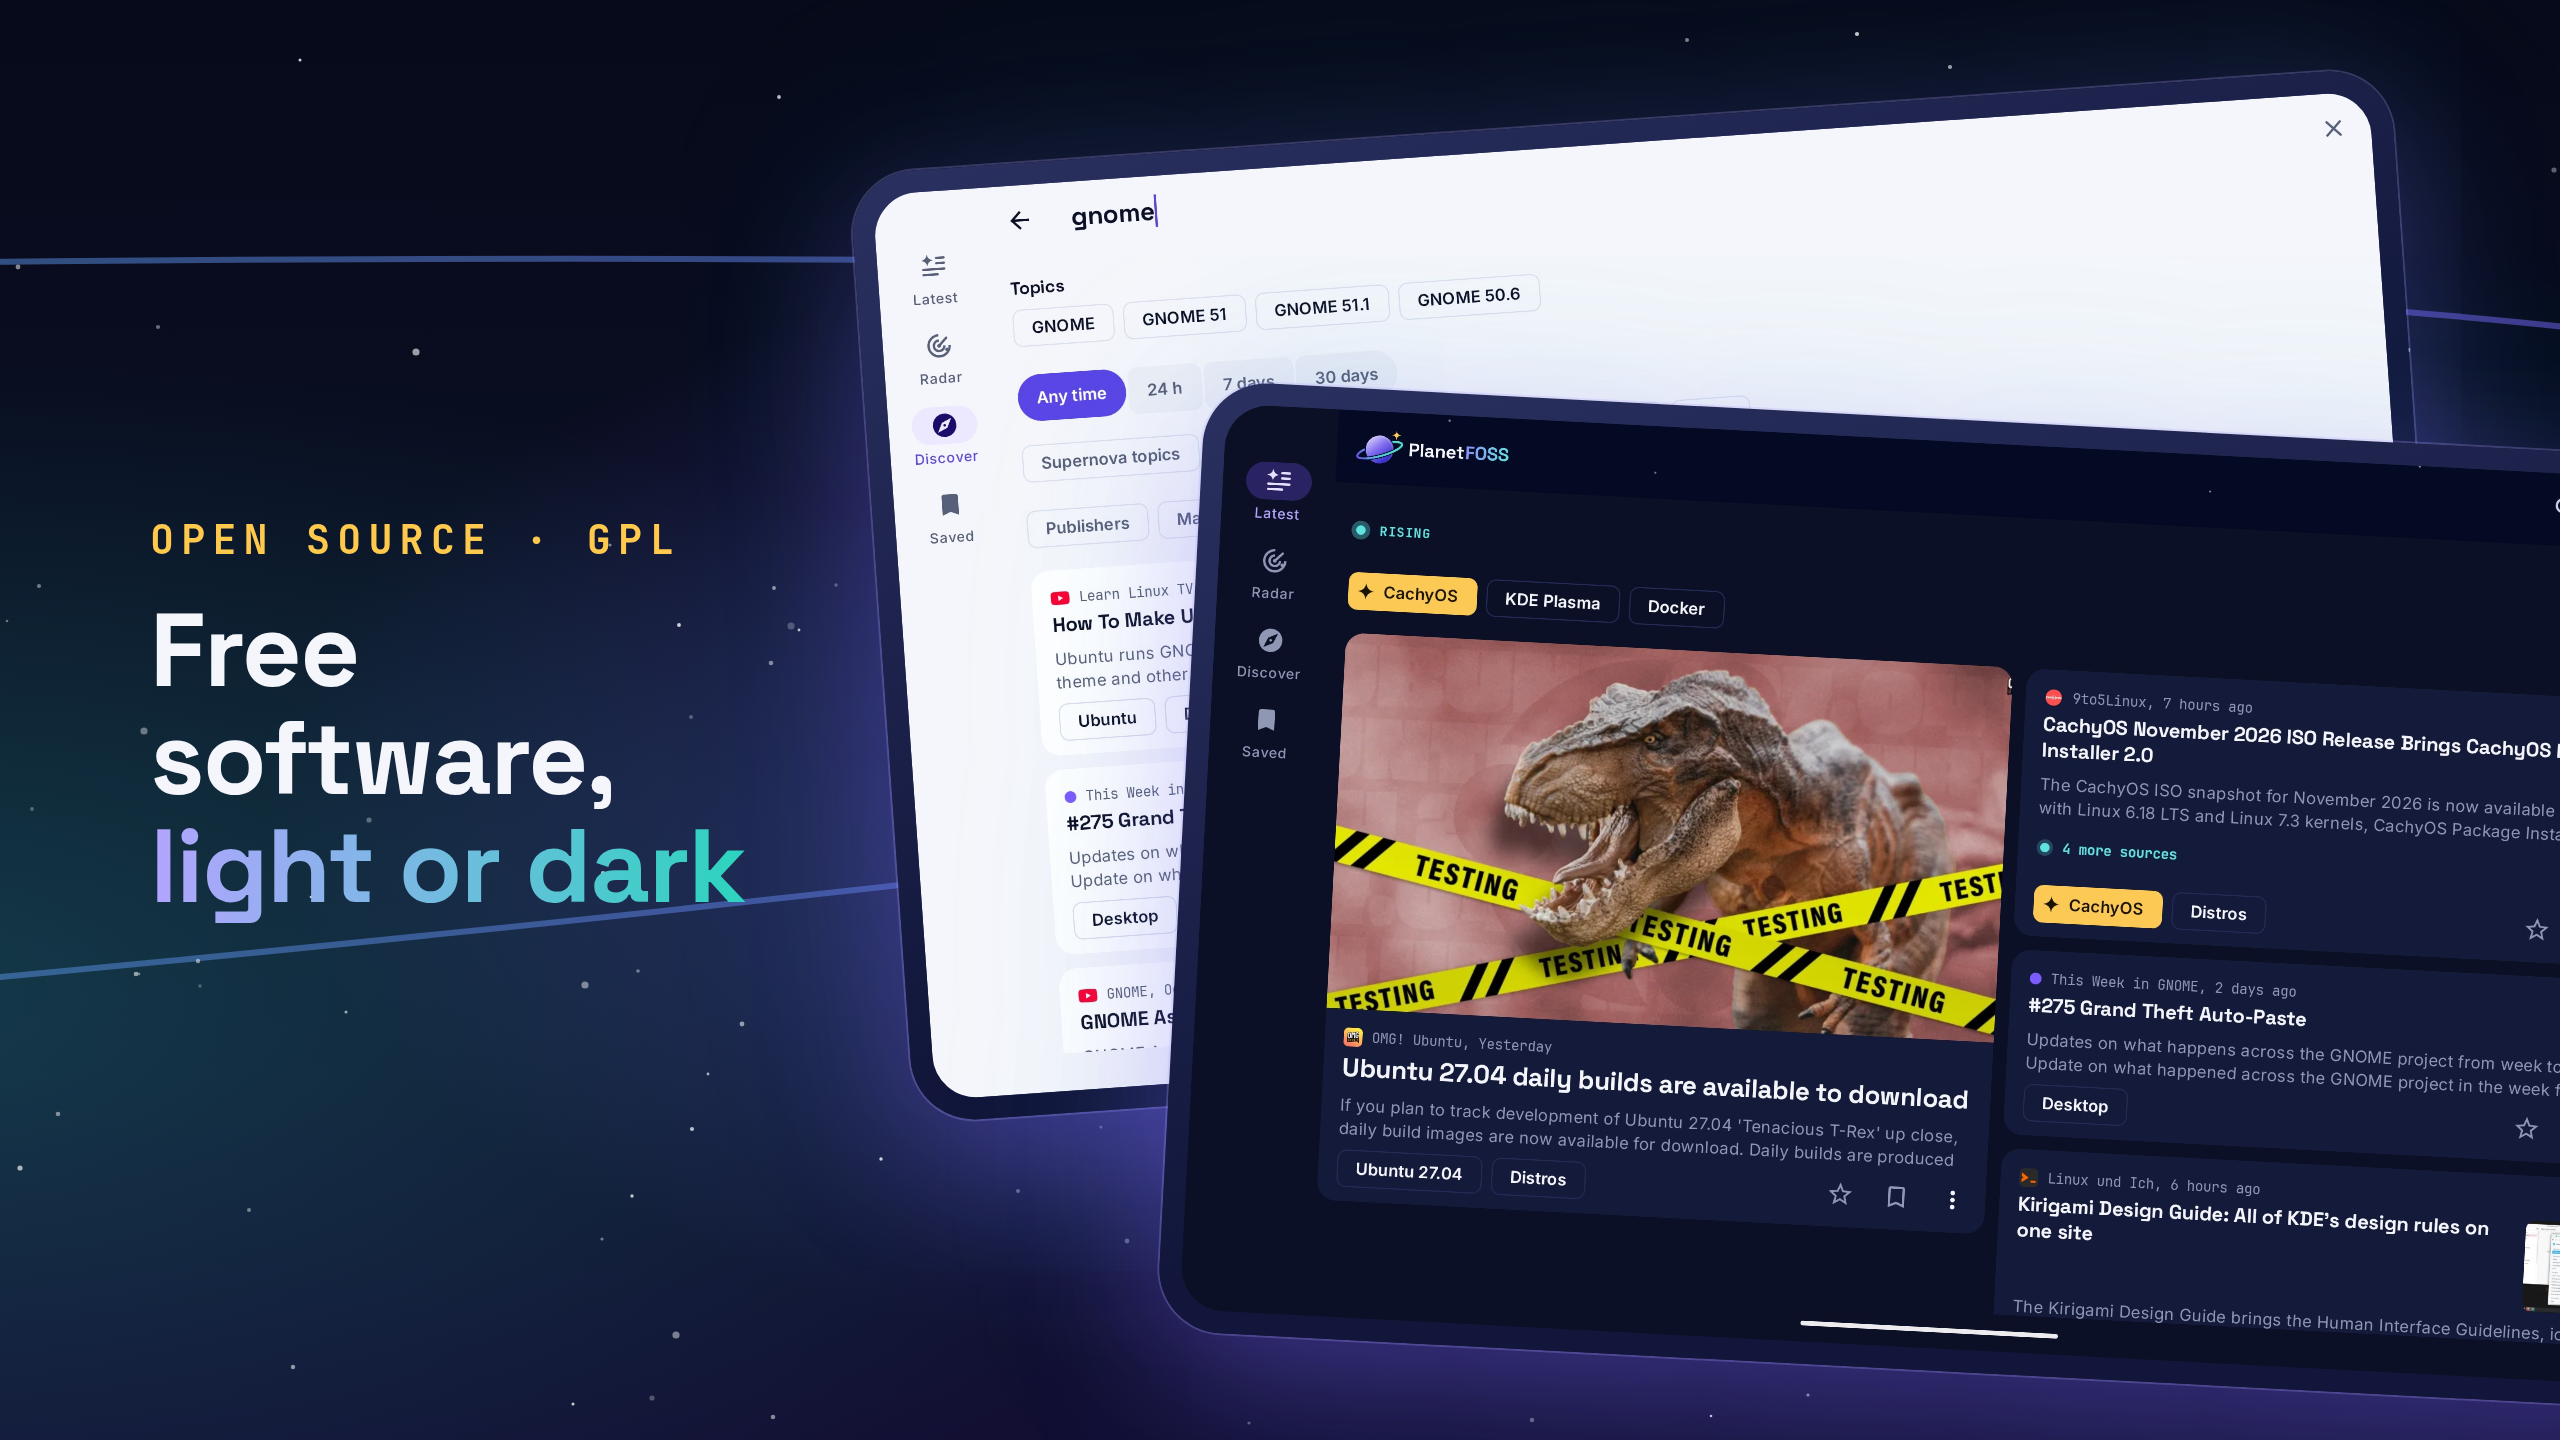 OPEN SOURCE · GPL
Free
software,
light or dark
gnome
Latest
Radar
Discover
Saved
Topics
GNOME
GNOME 51
GNOME 51.1
GNOME 50.6
Any time
24 h
7 days
30 days
Supernova topics
Publishers
Learn Linux TV
How To Make
Ubuntu runs
theme and other
Ubuntu
This Week in
#275 Grand
Updates on
Update on
Desktop
GNOME,
GNOME
PlanetFOSS
Latest
Radar
Discover
Saved
RISING
CachyOS
KDE Plasma
Docker
TESTING
TESTING
TESTING
TESTING
TESTING
OMG! Ubuntu, Yesterday
Ubuntu 27.04 daily builds are available to download
If you plan to track development of Ubuntu 27.04 'Tenacious T-Rex' up close,
daily build images are now available for download. Daily builds are produced
Ubuntu 27.04
Distros
9to5Linux, 7 hours ago
CachyOS November 2026 ISO Release Brings CachyOS
Installer 2.0
The CachyOS ISO snapshot for November 2026 is now available
with Linux 6.18 LTS and Linux 7.3 kernels, CachyOS Package
4 more sources
CachyOS
Distros
This Week in GNOME, 2 days ago
#275 Grand Theft Auto-Paste
Updates on what happens across the GNOME project from week to
Update on what happened across the GNOME project in the week
Desktop
Linux und Ich, 6 hours ago
Kirigami Design Guide: All of KDE's design rules on
one site
The Kirigami Design Guide brings the Human Interface Guidelines,